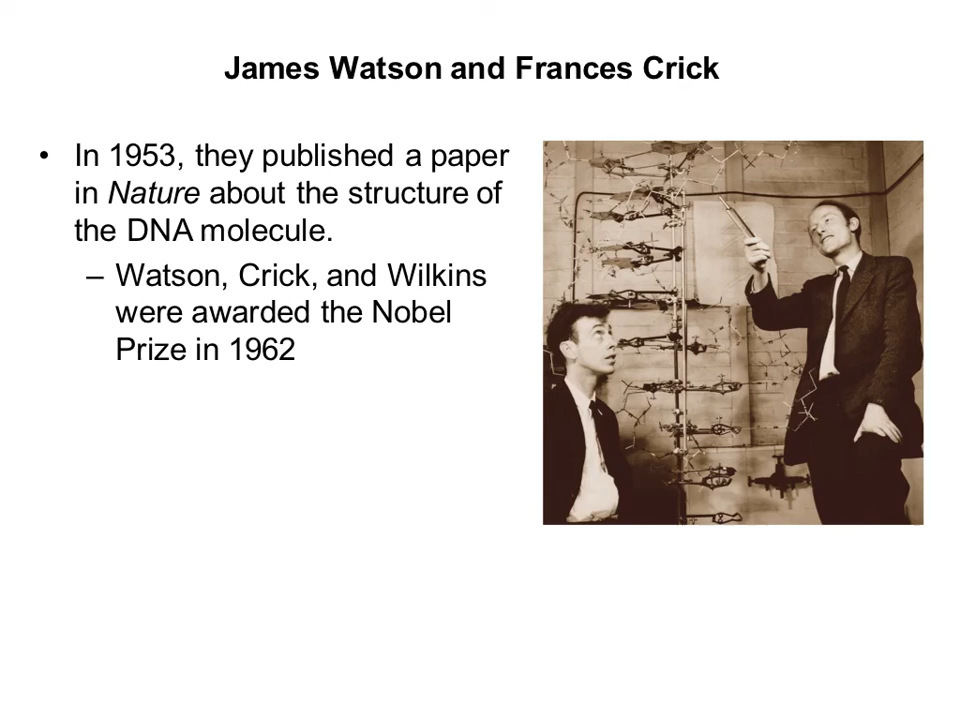 James Watson and Frances Crick
• In 1953, they published a paper
in Nature about the structure of
the DNA molecule.
– Watson, Crick, and Wilkins
were awarded the Nobel
Prize in 1962